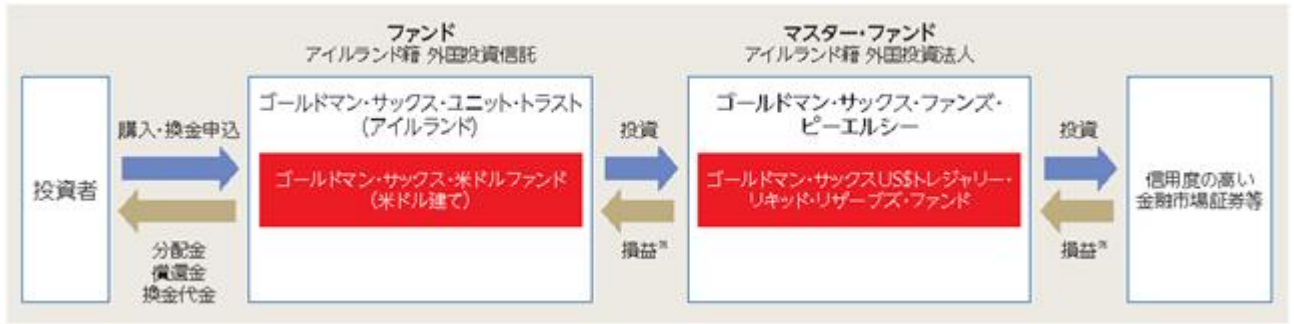 ファンド
アイルランド籍 外国投資信託
マスター・ファンド
アイルランド籍 外国投資法人
投資者
購入・換金申込
分配金
償還金
換金代金
ゴールドマン・サックス・ユニット・トラスト
(アイルランド)
ゴールドマン・サックス・米ドルファンド
(米ドル建て)
投資
損益
ゴールドマン・サックス・ファンズ・
ピーエルシー
ゴールドマン・サックスUS$トレジャリー・
リキッド・リザーブズ・ファンド
投資
損益
信用度の高い
金融市場証券等